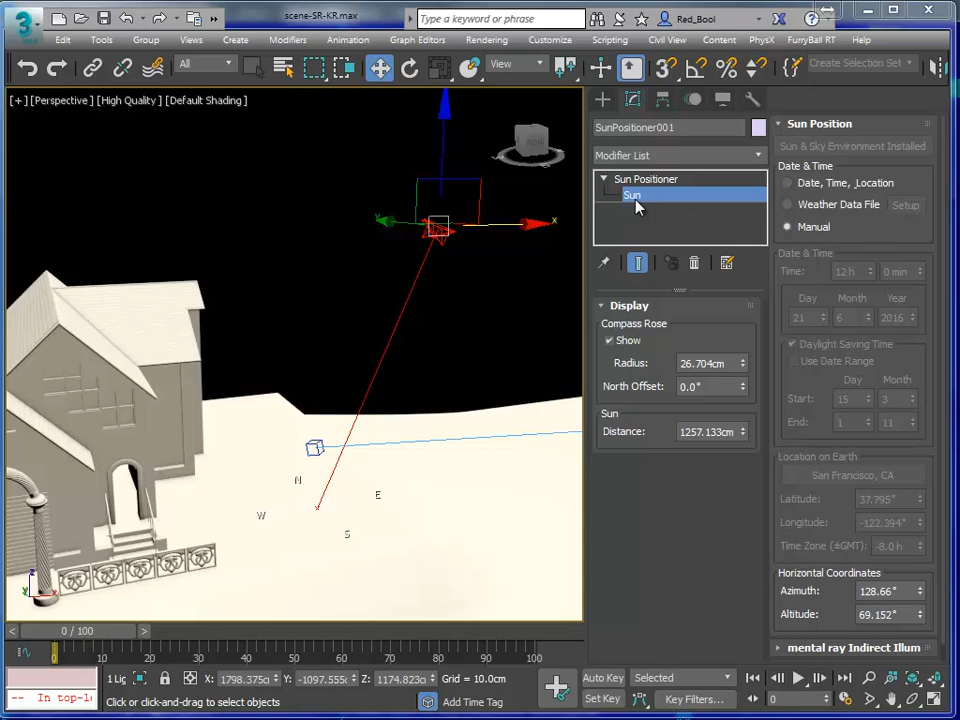 3
MAX
scene-SR-KR.max
Type a keyword or phrase
Red_Bool
Edit Tools Group Views Create Modifiers Animation Graph Editors Rendering Customize Scripting Civil View Content PhysX FurryBall RT Help
All
View
3
Create Selection Set
[+] [Perspective] [High Quality] [Default Shading]
FRONT
y
x
N
E
W
S
z
y
x
SunPositioner001
Modifier List
Sun Positioner
Sun
Display
Compass Rose
Show
Radius: 26.704cm
North Offset: 0.0°
Sun
Distance: 1257.133cm
Sun Position
Sun & Sky Environment Installed
Date & Time
Date, Time, Location
Weather Data File Setup
Manual
Date & Time
Time: 12 h 0 min
Day Month Year
21 6 2016
Daylight Saving Time
Use Date Range
Day Month
Start: 15 3
End: 1 11
Location on Earth
San Francisco, CA
Latitude: 37.795°
Longitude: -122.394°
Time Zone (±GMT) -8.0 h
Horizontal Coordinates
Azimuth: 128.66°
Altitude: 69.152°
mental ray Indirect Illum
< 0 / 100 >
0 10 20 30 40 50 60 70 80 90 100
1 Lig X: 1798.375c Y: -1097.555 Z: 1174.823c Grid = 10.0cm
Auto Key Selected
-- In top-le
Click or click-and-drag to select objects
Add Time Tag
Set Key Key Filters...
0